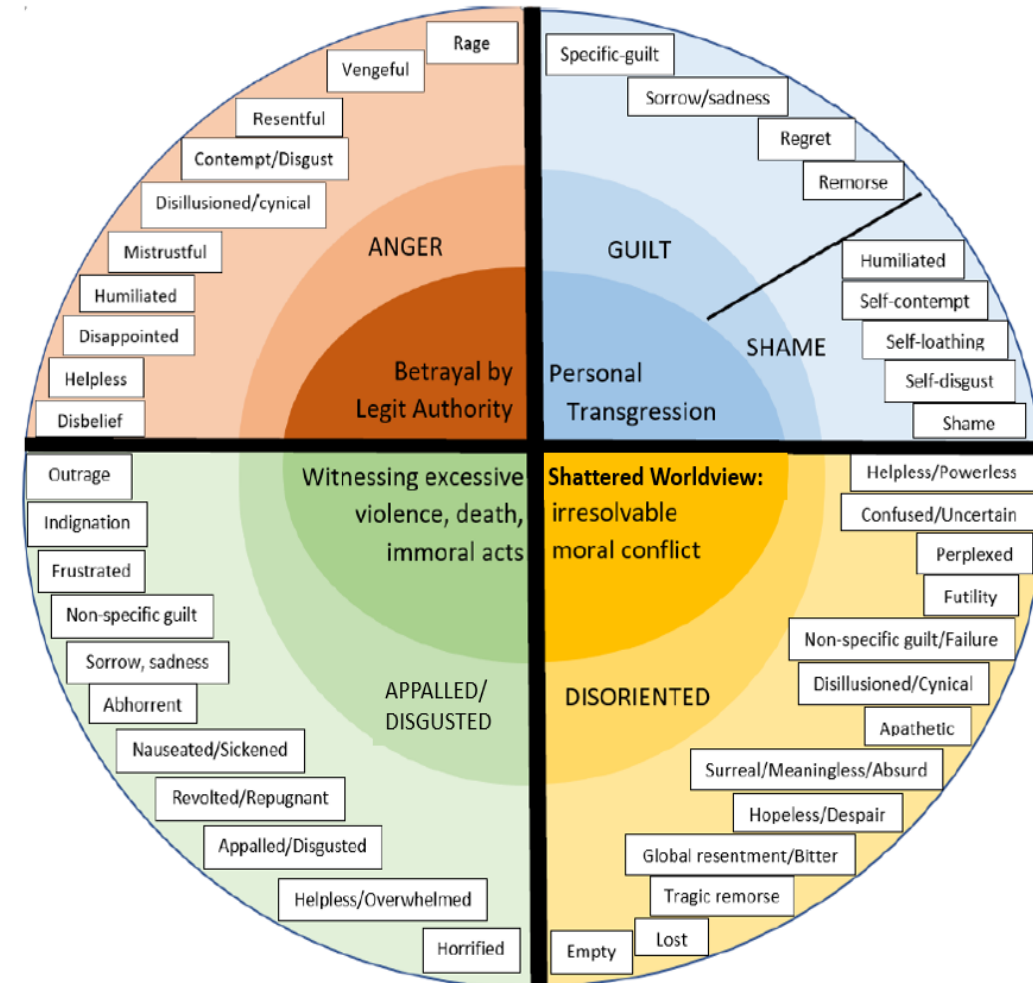 Rage
Vengeful
Resentful
Contempt/Disgust
Disillusioned/cynical
Mistrustful
Humiliated
Disappointed
Helpless
Disbelief
ANGER
Betrayal by
Legit Authority
Specific-guilt
Sorrow/sadness
Regret
Remorse
GUILT
Humiliated
Self-contempt
Self-loathing
Self-disgust
Shame
SHAME
Personal
Transgression
Outrage
Indignation
Frustrated
Non-specific guilt
Sorrow, sadness
Abhorrent
Nauseated/Sickened
Revolted/Repugnant
Appalled/Disgusted
Helpless/Overwhelmed
Horrified
Witnessing excessive
violence, death,
immoral acts
APPALLED/
DISGUSTED
Shattered Worldview:
irresolvable
moral conflict
DISORIENTED
Helpless/Powerless
Confused/Uncertain
Perplexed
Futility
Non-specific guilt/Failure
Disillusioned/Cynical
Apathetic
Surreal/Meaningless/Absurd
Hopeless/Despair
Global resentment/Bitter
Tragic remorse
Lost
Empty